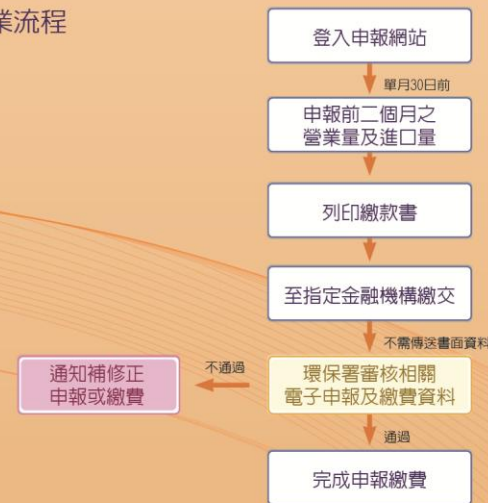 業流程
登入申報網站
單月30日前
申報前二個月之
營業量及進口量
列印繳款書
至指定金融機構繳交
不需傳送書面資料
通知補修正
申報或繳費
不通過
環保署審核相關
電子申報及繳費資料
通過
完成申報繳費